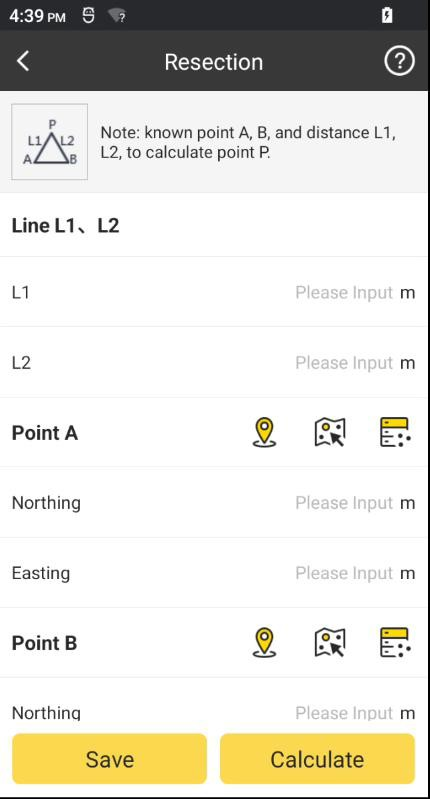 4:39 PM
?
Resection
?
P
L1 L2
A B
Note: known point A, B, and distance L1,
L2, to calculate point P.
Line L1、L2
L1 Please Input m
L2 Please Input m
Point A
Northing Please Input m
Easting Please Input m
Point B
Northing Please Input m
Save Calculate